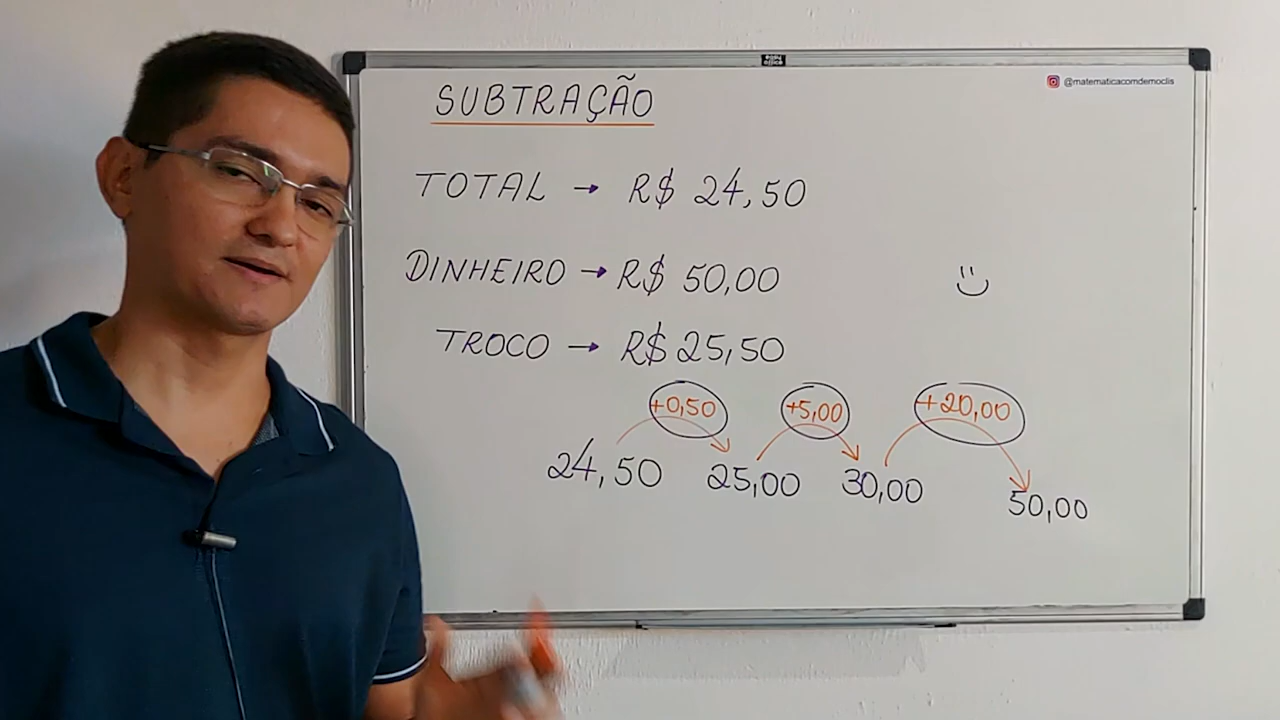 @matematicacomdemoclis
SUBTRAÇÃO
TOTAL → R$ 24,50
DINHEIRO → R$ 50,00
TROCO → R$ 25,50
+0,50 +5,00 +20,00
24,50 25,00 30,00 50,00